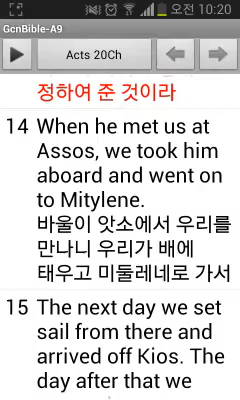 오전 10:20
GcnBible-A9
Acts 20Ch
정하여 준 것이라
14 When he met us at
Assos, we took him
aboard and went on
to Mitylene.
바울이 앗소에서 우리를
만나니 우리가 배에
태우고 미둘레네로 가서
15 The next day we set
sail from there and
arrived off Kios. The
day after that we